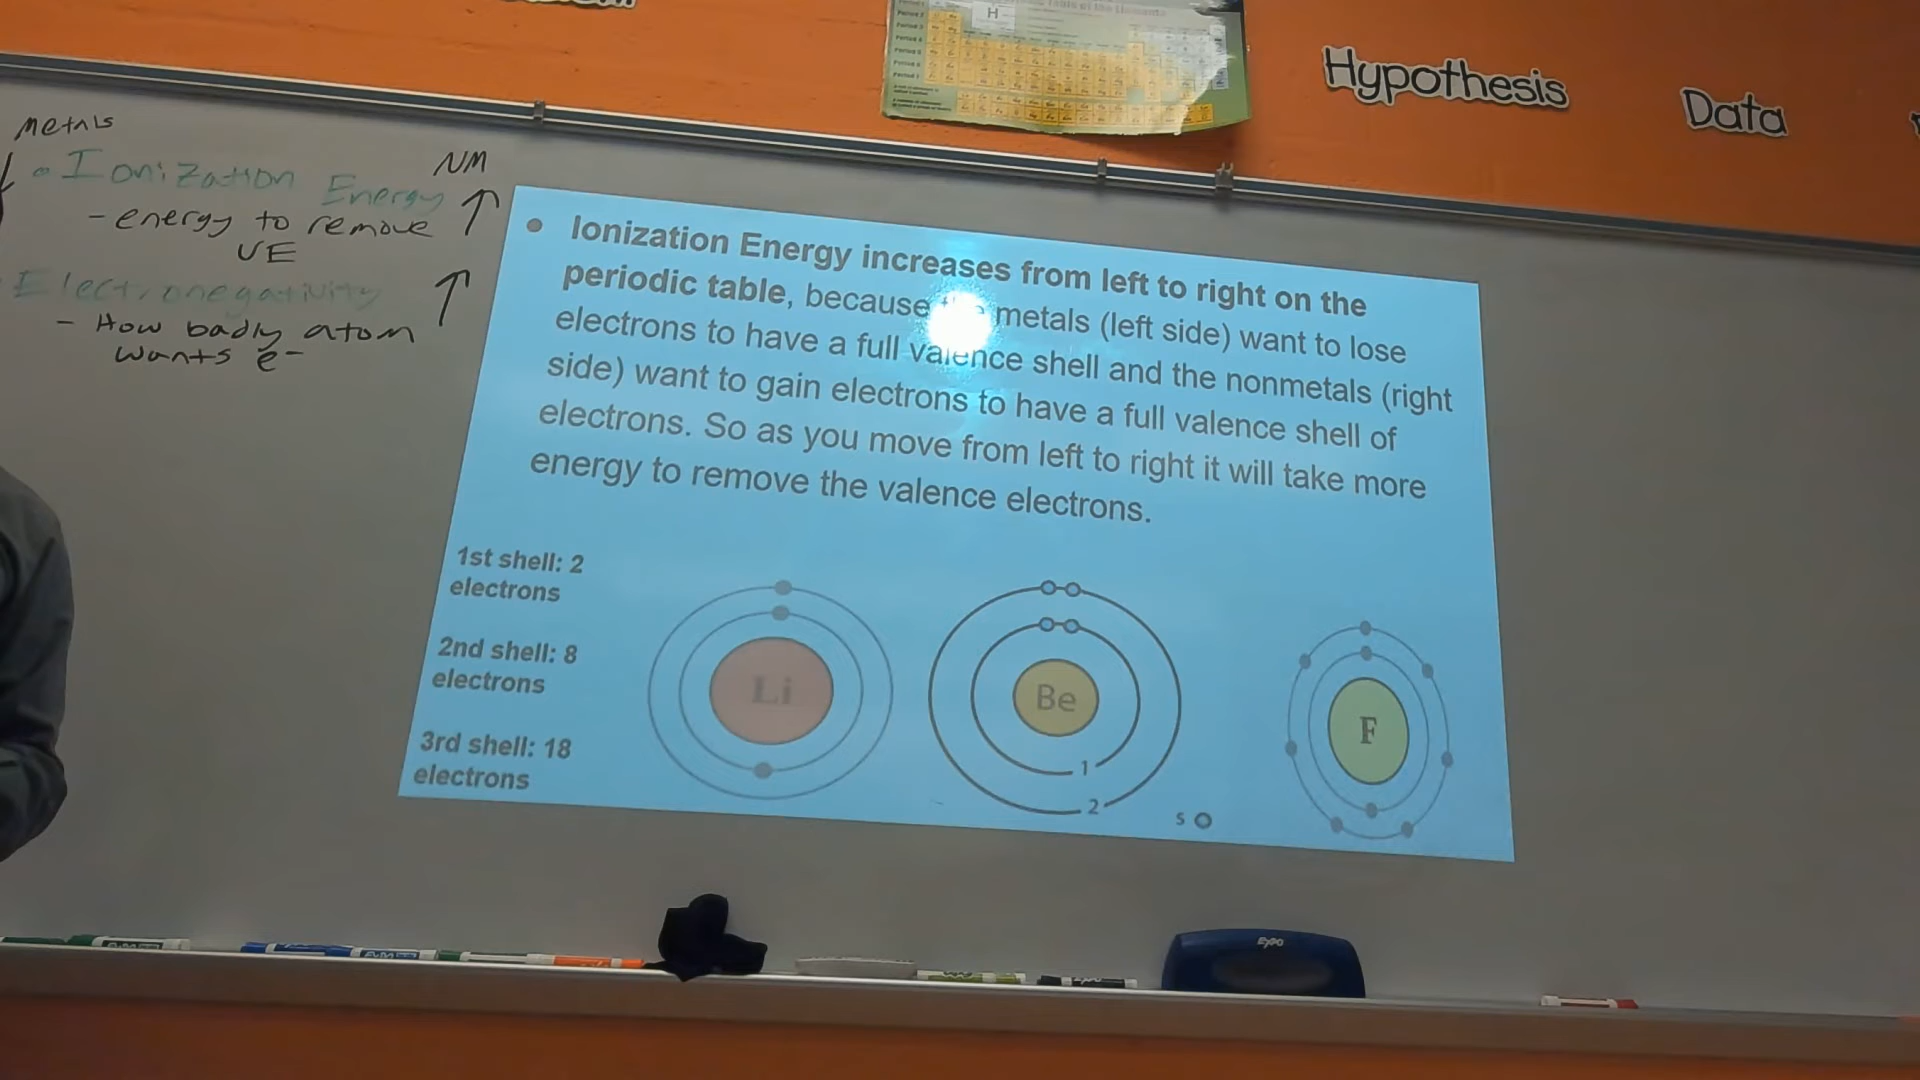 H
Hypothesis
Data
Metals
NM
Ionization Energy
- energy to remove
VE
Electronegativity
- How badly atom
wants e-
• Ionization Energy increases from left to right on the
periodic table, because metals (left side) want to lose
electrons to have a full valence shell and the nonmetals (right
side) want to gain electrons to have a full valence shell of
electrons. So as you move from left to right it will take more
energy to remove the valence electrons.
1st shell: 2
electrons
2nd shell: 8
electrons
3rd shell: 18
electrons
Li
Be
1
2
S
F
Expo